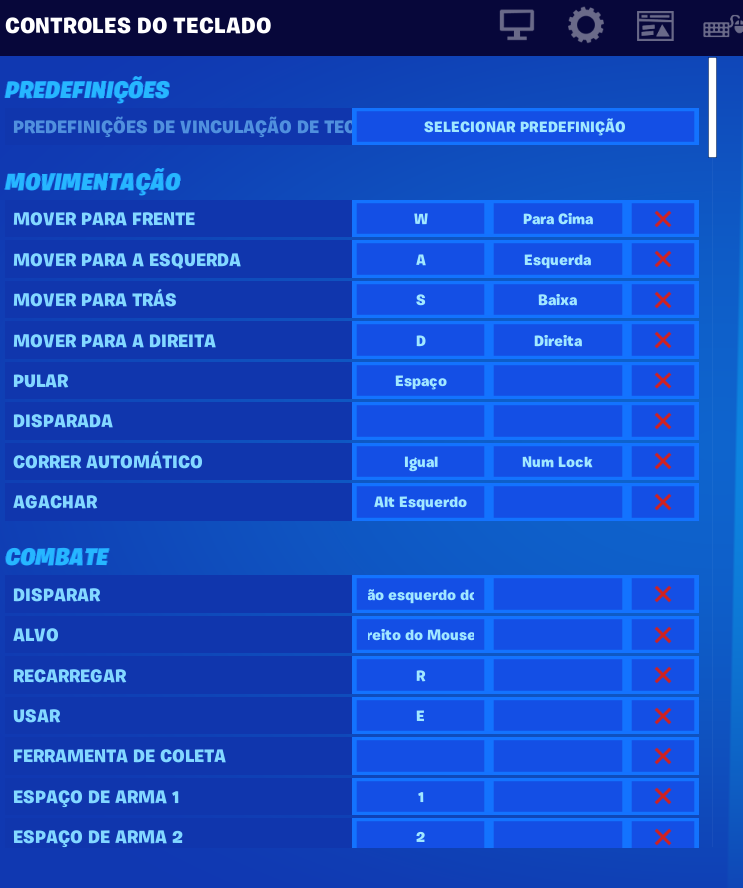 CONTROLES DO TECLADO
PREDEFINIÇÕES
PREDEFINIÇÕES DE VINCULAÇÃO DE TEC SELECIONAR PREDEFINIÇÃO
MOVIMENTAÇÃO
MOVER PARA FRENTE W Para Cima
MOVER PARA A ESQUERDA A Esquerda
MOVER PARA TRÁS S Baixa
MOVER PARA A DIREITA D Direita
PULAR Espaço
DISPARADA
CORRER AUTOMÁTICO Igual Num Lock
AGACHAR Alt Esquerdo
COMBATE
DISPARAR ão esquerdo do
ALVO reito do Mouse
RECARREGAR R
USAR E
FERRAMENTA DE COLETA
ESPAÇO DE ARMA 1 1
ESPAÇO DE ARMA 2 2